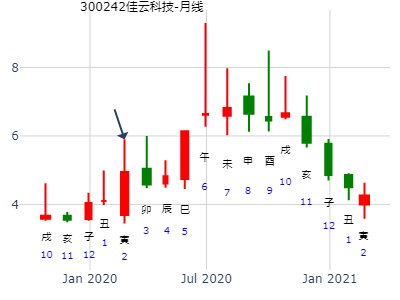 300242佳云科技-月线
8
6
4
戌 亥 子 丑 寅 卯 辰 巳 午 未 申 酉 戌 亥 子 丑 寅
10 11 12 1 2 3 4 5 6 7 8 9 10 11 12 1 2
Jan 2020 Jul 2020 Jan 2021